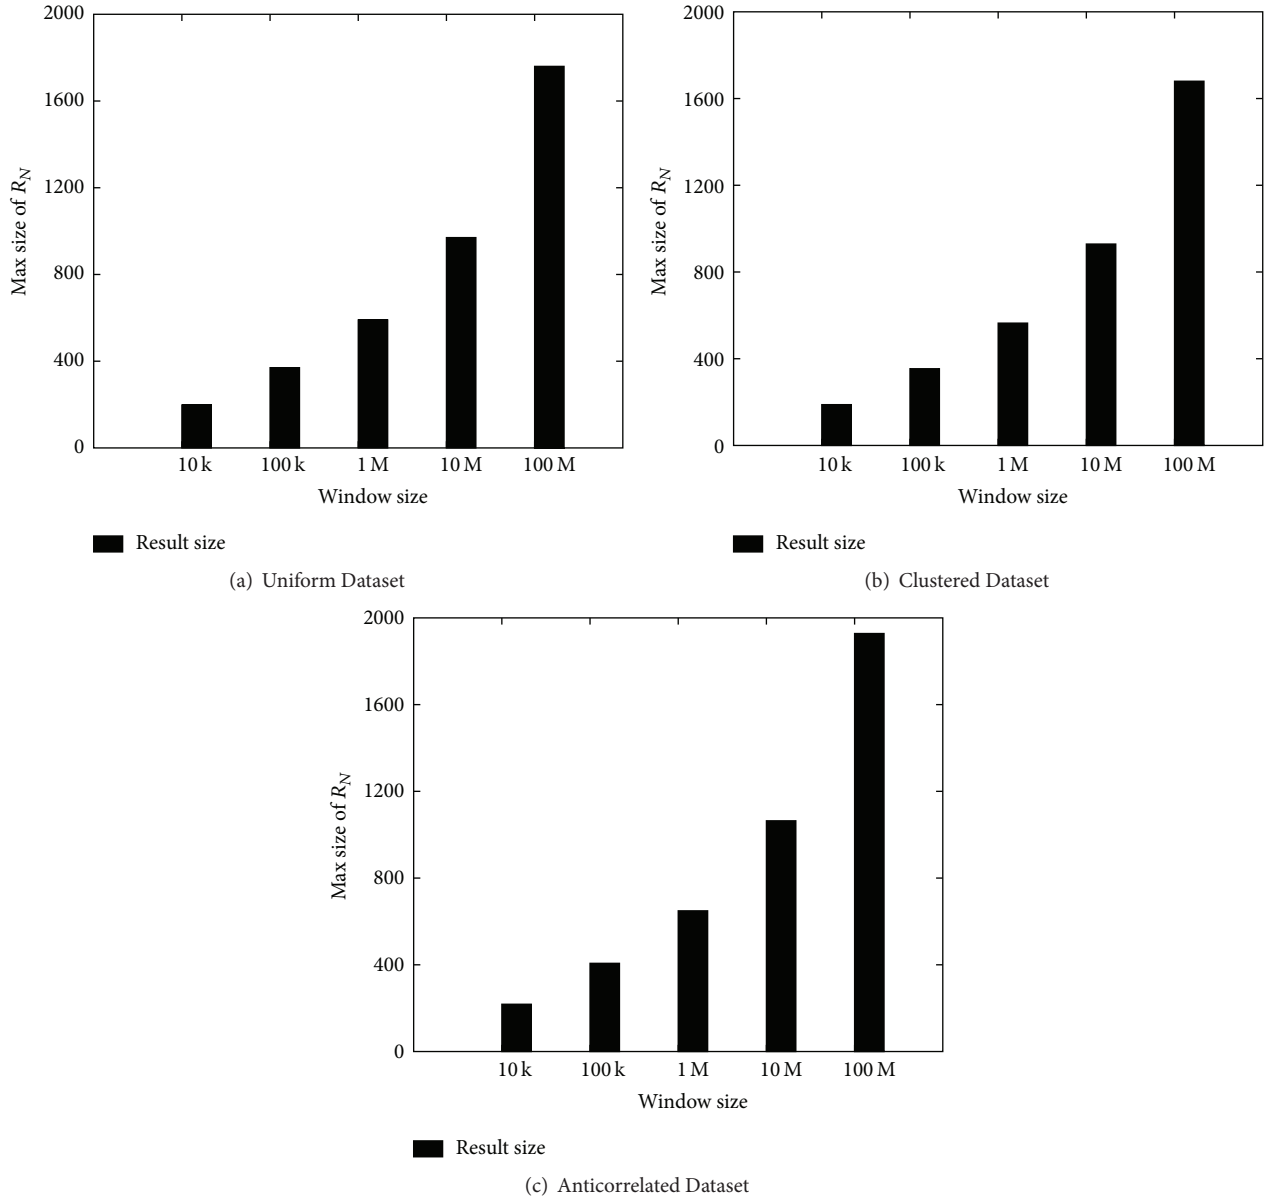 2000
1600
1200
800
400
0
Max size of R_N
10 k 100 k 1 M 10 M 100 M
Window size
Result size
(a) Uniform Dataset
2000
1600
1200
800
400
0
Max size of R_N
10 k 100 k 1 M 10 M 100 M
Window size
Result size
(b) Clustered Dataset
2000
1600
1200
800
400
0
Max size of R_N
10 k 100 k 1 M 10 M 100 M
Window size
Result size
(c) Anticorrelated Dataset